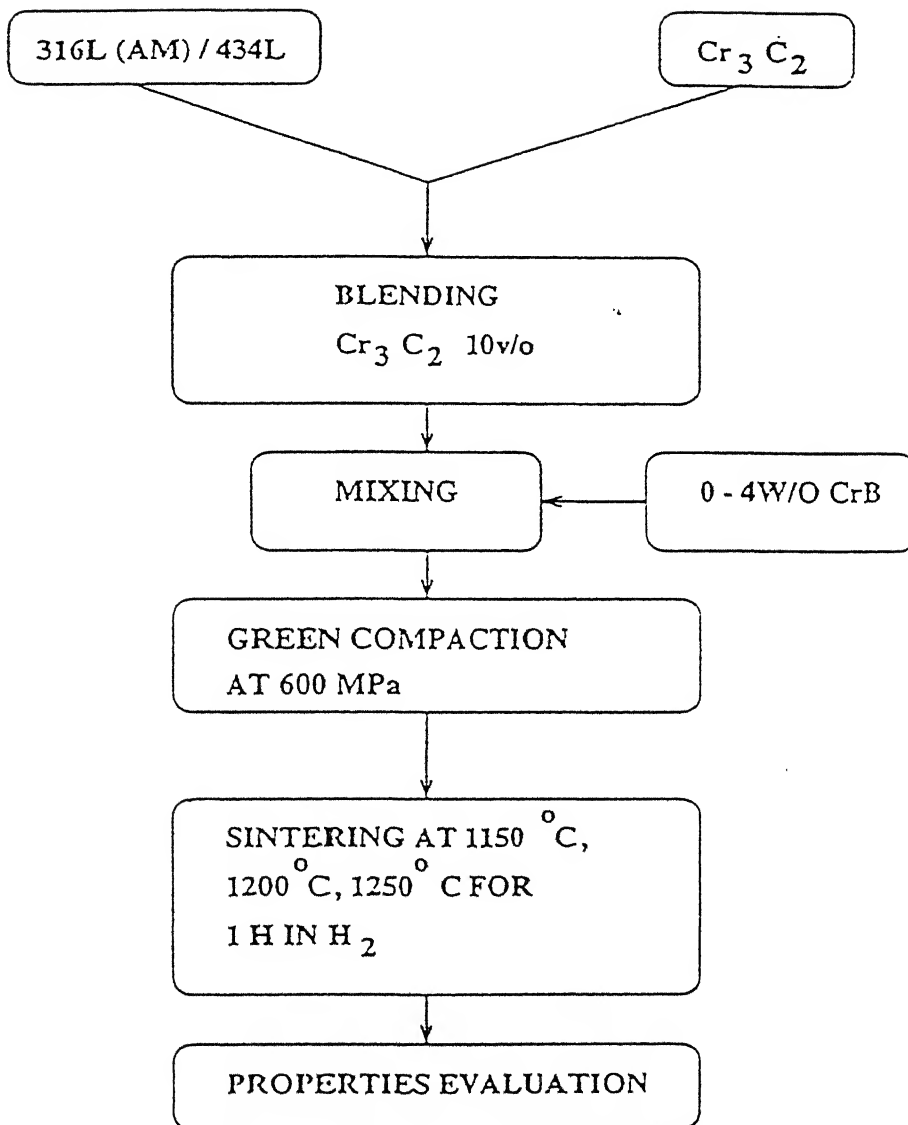 316L (AM) / 434L
Cr3 C2
BLENDING
Cr3 C2 10v/o
MIXING
0 - 4W/O CrB
GREEN COMPACTION
AT 600 MPa
SINTERING AT 1150 °C,
1200°C, 1250° C FOR
1 H IN H2
PROPERTIES EVALUATION